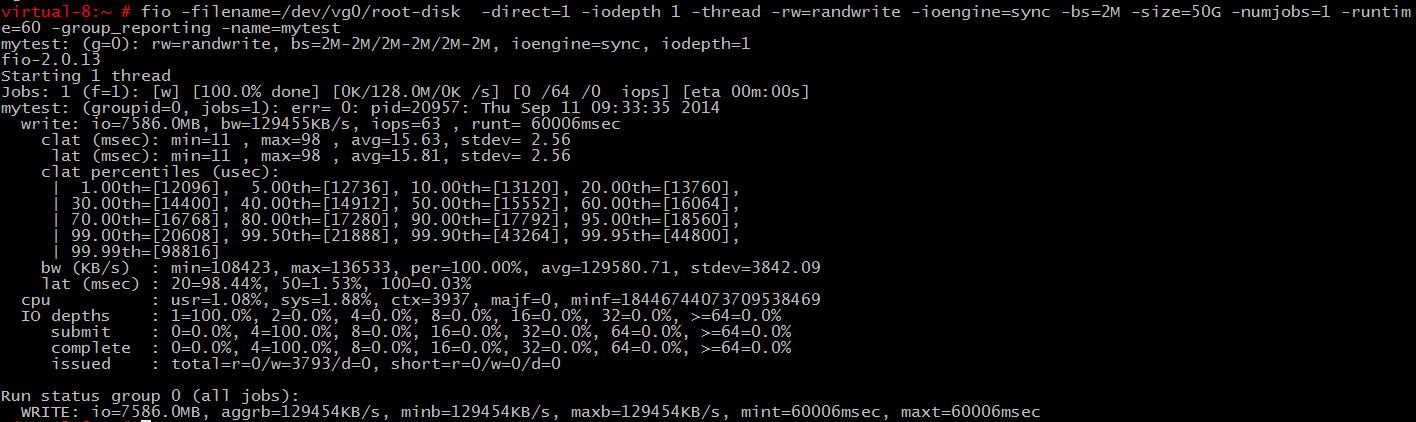 virtual-8:~ # fio -filename=/dev/vg0/root-disk  -direct=1 -iodepth 1 -thread -rw=randwrite -ioengine=sync -bs=2M -size=50G -numjobs=1 -runtim
e=60 -group_reporting -name=mytest
mytest: (g=0): rw=randwrite, bs=2M-2M/2M-2M/2M-2M, ioengine=sync, iodepth=1
fio-2.0.13
Starting 1 thread
Jobs: 1 (f=1): [w] [100.0% done] [0K/128.0M/0K /s] [0 /64 /0  iops] [eta 00m:00s]
mytest: (groupid=0, jobs=1): err= 0: pid=20957: Thu Sep 11 09:33:35 2014
  write: io=7586.0MB, bw=129455KB/s, iops=63 , runt= 60006msec
    clat (msec): min=11 , max=98 , avg=15.63, stdev= 2.56
     lat (msec): min=11 , max=98 , avg=15.81, stdev= 2.56
    clat percentiles (usec):
     |  1.00th=[12096],  5.00th=[12736], 10.00th=[13120], 20.00th=[13760],
     | 30.00th=[14400], 40.00th=[14912], 50.00th=[15552], 60.00th=[16064],
     | 70.00th=[16768], 80.00th=[17280], 90.00th=[17792], 95.00th=[18560],
     | 99.00th=[20608], 99.50th=[21888], 99.90th=[43264], 99.95th=[44800],
     | 99.99th=[98816]
    bw (KB/s)  : min=108423, max=136533, per=100.00%, avg=129580.71, stdev=3842.09
    lat (msec) : 20=98.44%, 50=1.53%, 100=0.03%
  cpu          : usr=1.08%, sys=1.88%, ctx=3937, majf=0, minf=18446744073709538469
  IO depths    : 1=100.0%, 2=0.0%, 4=0.0%, 8=0.0%, 16=0.0%, 32=0.0%, >=64=0.0%
     submit    : 0=0.0%, 4=100.0%, 8=0.0%, 16=0.0%, 32=0.0%, 64=0.0%, >=64=0.0%
     complete  : 0=0.0%, 4=100.0%, 8=0.0%, 16=0.0%, 32=0.0%, 64=0.0%, >=64=0.0%
     issued    : total=r=0/w=3793/d=0, short=r=0/w=0/d=0

Run status group 0 (all jobs):
  WRITE: io=7586.0MB, aggrb=129454KB/s, minb=129454KB/s, maxb=129454KB/s, mint=60006msec, maxt=60006msec